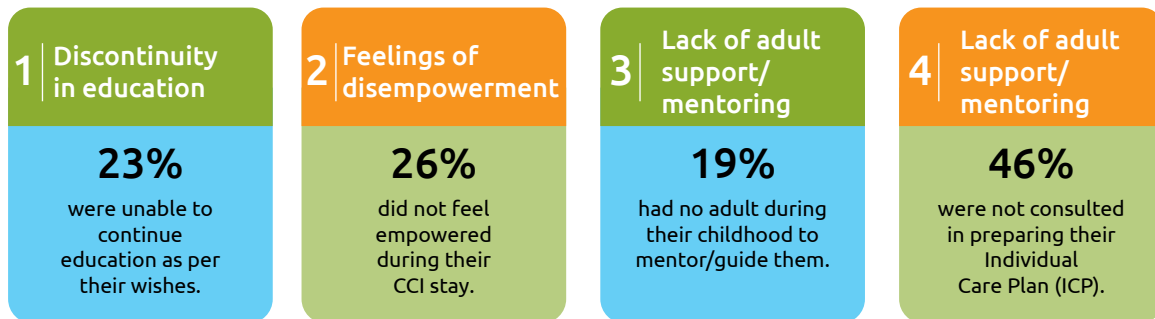 1
Discontinuity
in education
23%
were unable to
continue
education as per
their wishes.
2
Feelings of
disempowerment
26%
did not feel
empowered
during their
CCI stay.
3
Lack of adult
support/
mentoring
19%
had no adult during
their childhood to
mentor/guide them.
4
Lack of adult
support/
mentoring
46%
were not consulted
in preparing their
Individual
Care Plan (ICP).